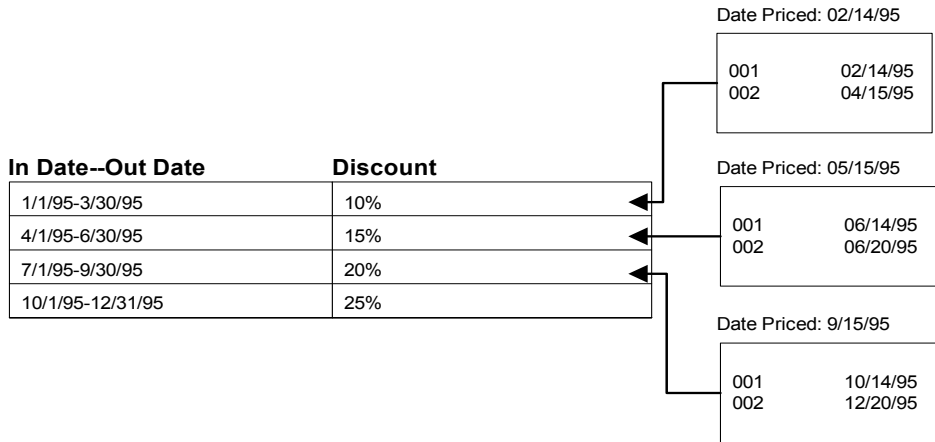 Date Priced: 02/14/95
001 02/14/95
002 04/15/95
In Date--Out Date Discount
1/1/95-3/30/95 10%
4/1/95-6/30/95 15%
7/1/95-9/30/95 20%
10/1/95-12/31/95 25%
Date Priced: 05/15/95
001 06/14/95
002 06/20/95
Date Priced: 9/15/95
001 10/14/95
002 12/20/95